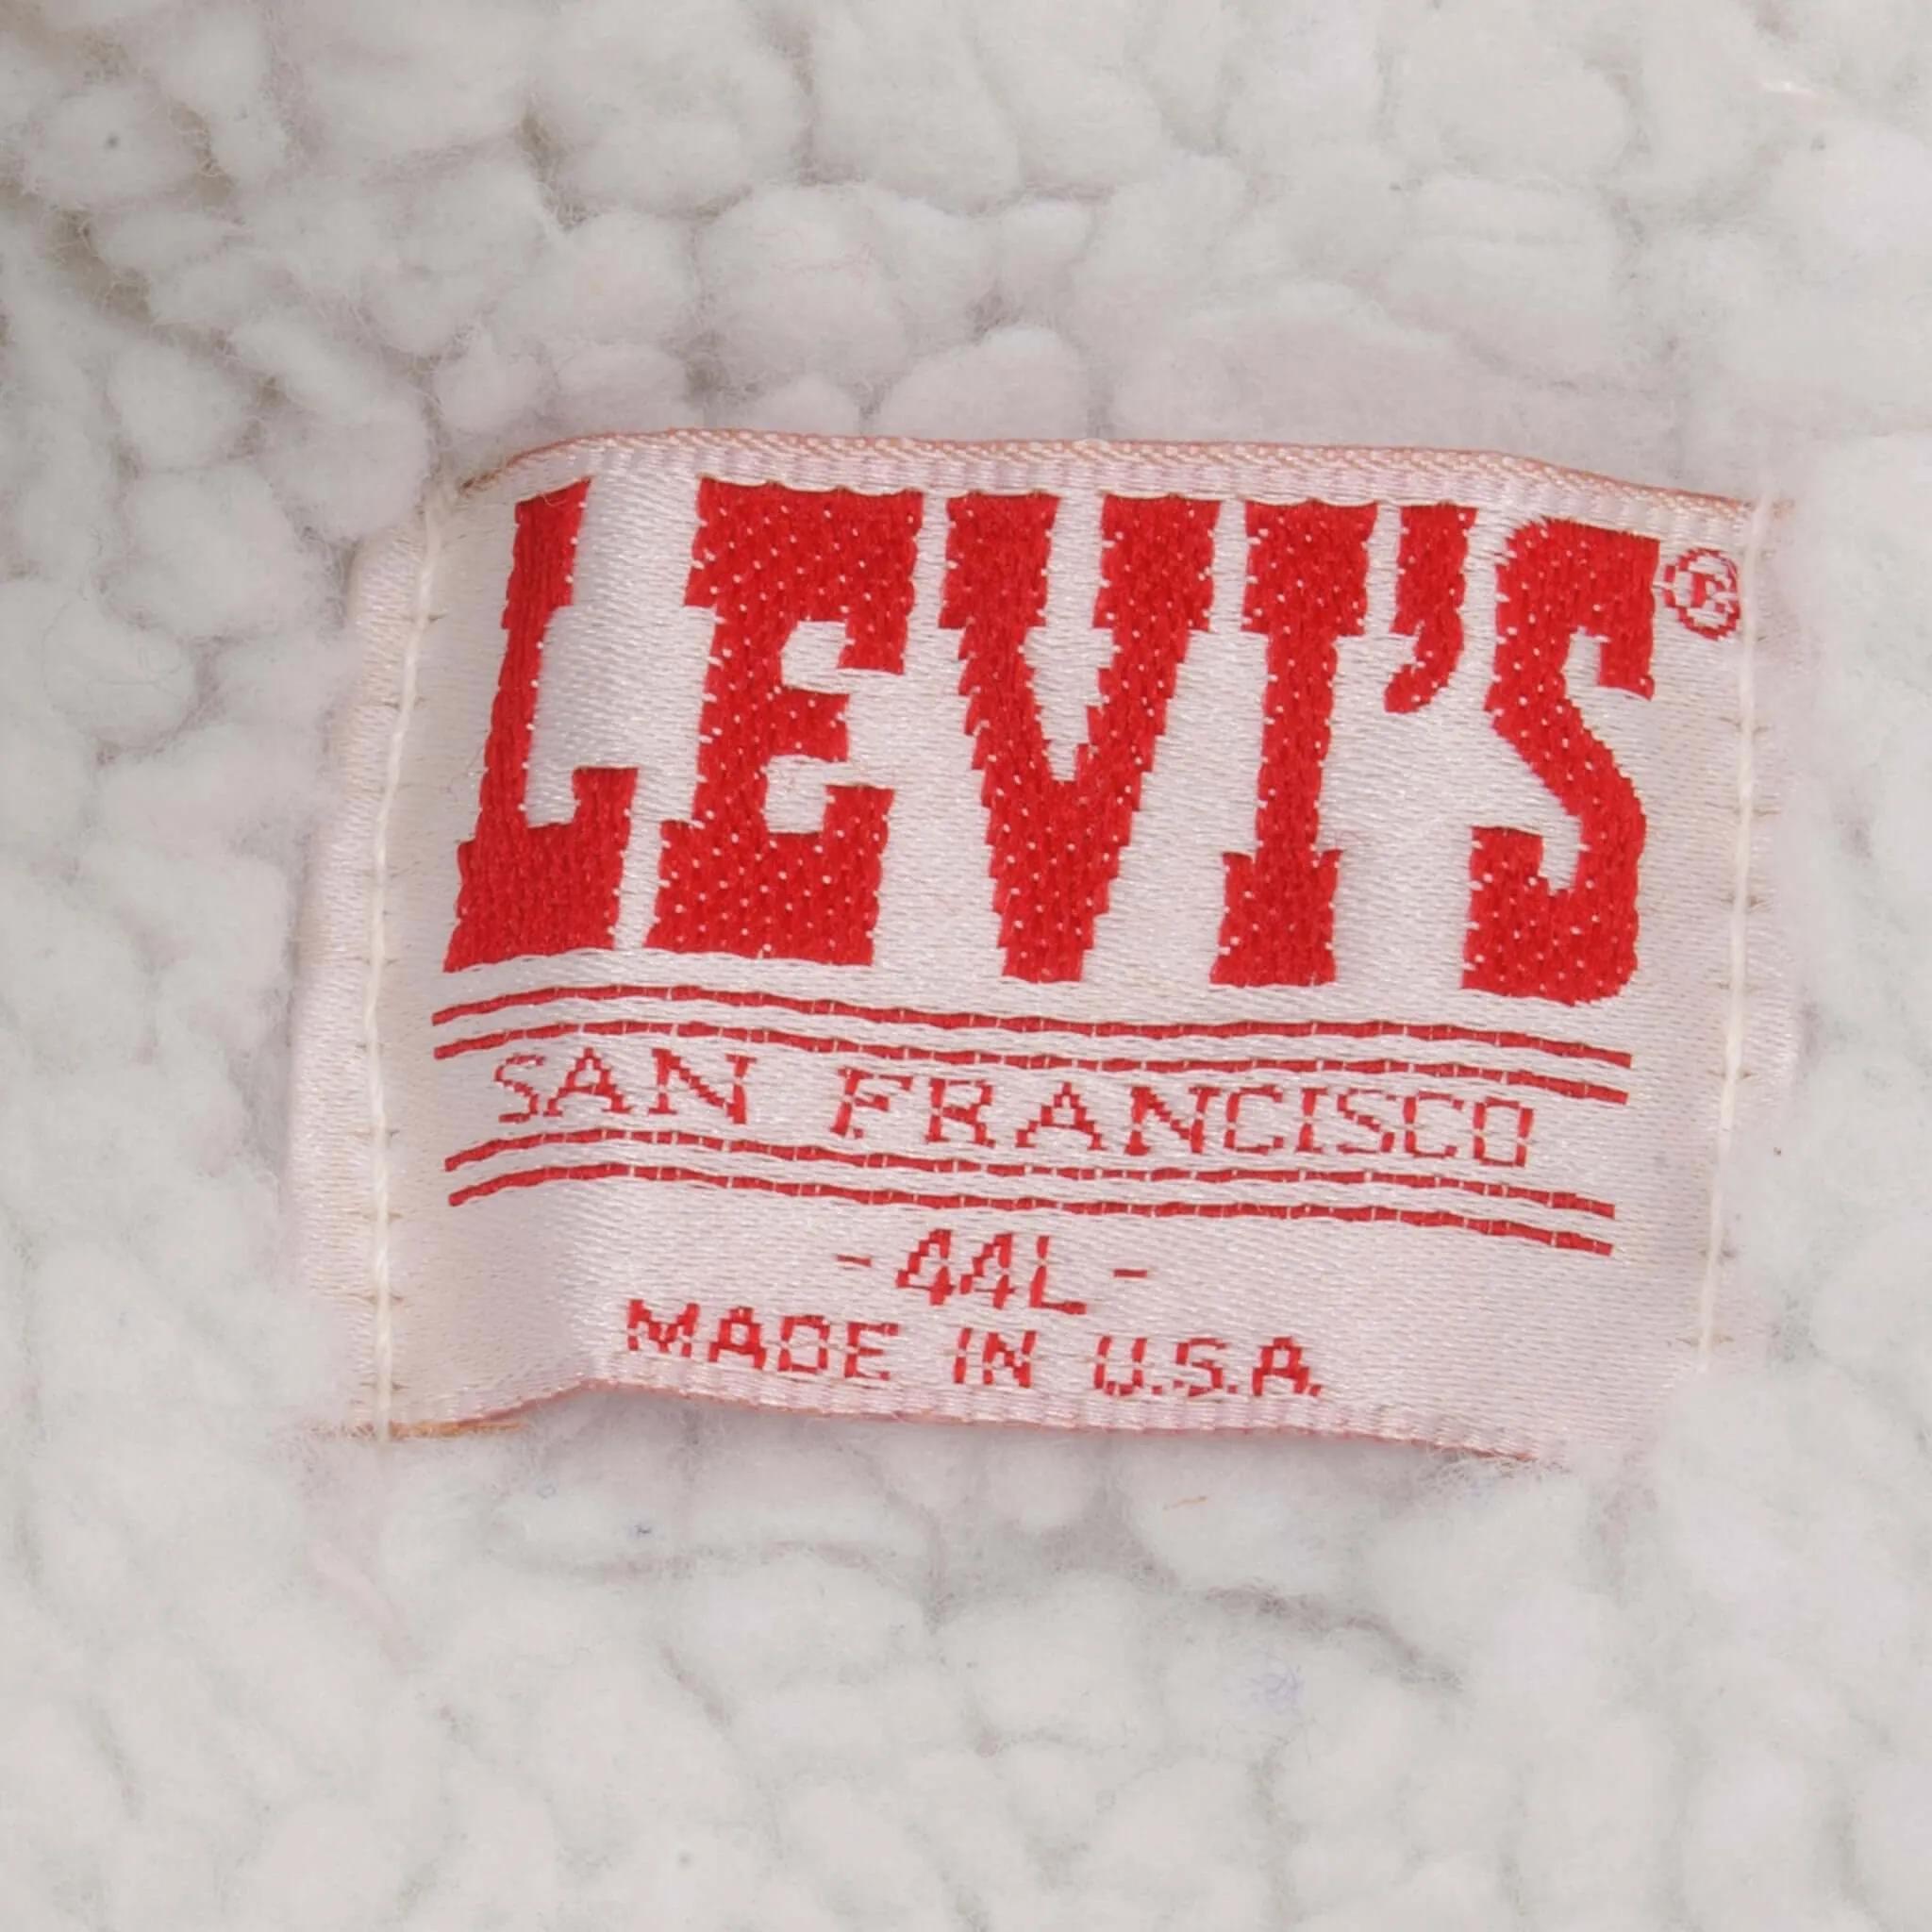 LEVI'S®
SAN FRANCISCO
-44L-
MADE IN U.S.A.